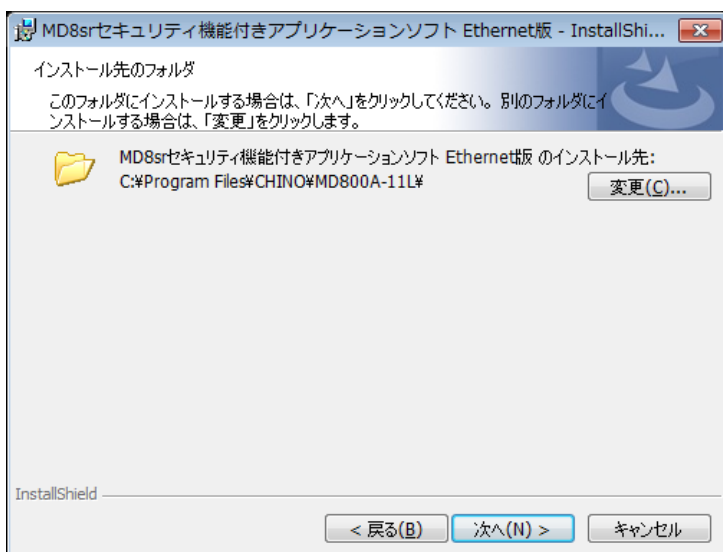 MD8srセキュリティ機能付きアプリケーションソフト Ethernet版 - InstallShi...
インストール先のフォルダ
このフォルダにインストールする場合は、「次へ」をクリックしてください。別のフォルダにイ
ンストールする場合は、「変更」をクリックします。
MD8srセキュリティ機能付きアプリケーションソフト Ethernet版 のインストール先:
C:¥Program Files¥CHINO¥MD800A-11L¥
変更(C)...
InstallShield
< 戻る(B)
次へ(N) >
キャンセル